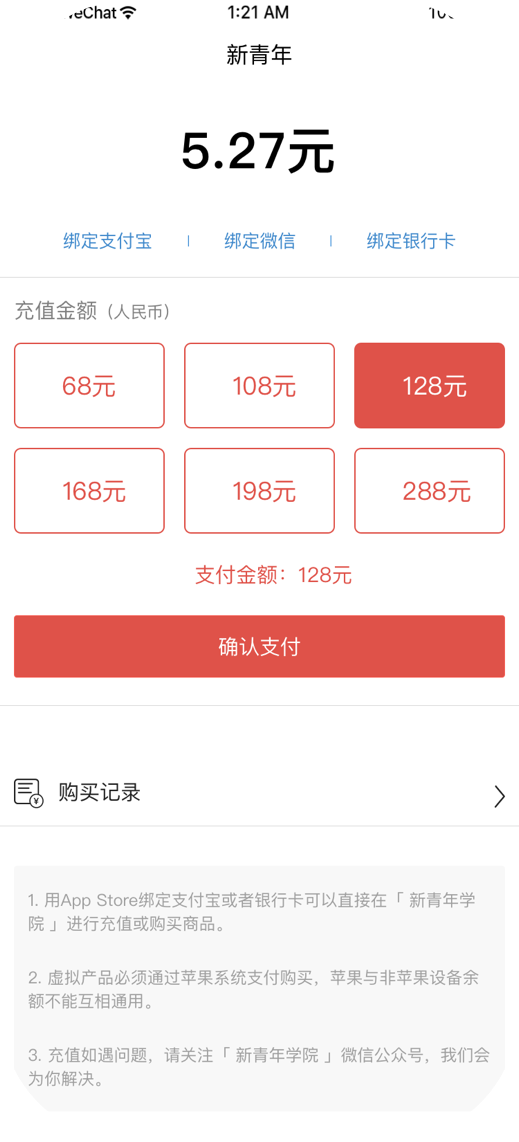 1:21 AM
新青年
5.27元
绑定支付宝
绑定微信
绑定银行卡
充值金额（人民币）
68元
108元
128元
168元
198元
288元
支付金额：128元
确认支付
购买记录
1. 用App Store绑定支付宝或者银行卡可以直接在「 新青年学
院 」进行充值或购买商品。
2. 虚拟产品必须通过苹果系统支付购买，苹果与非苹果设备余
额不能互相通用。
3. 充值如遇问题，请关注「 新青年学院 」微信公众号，我们会
为你解决。